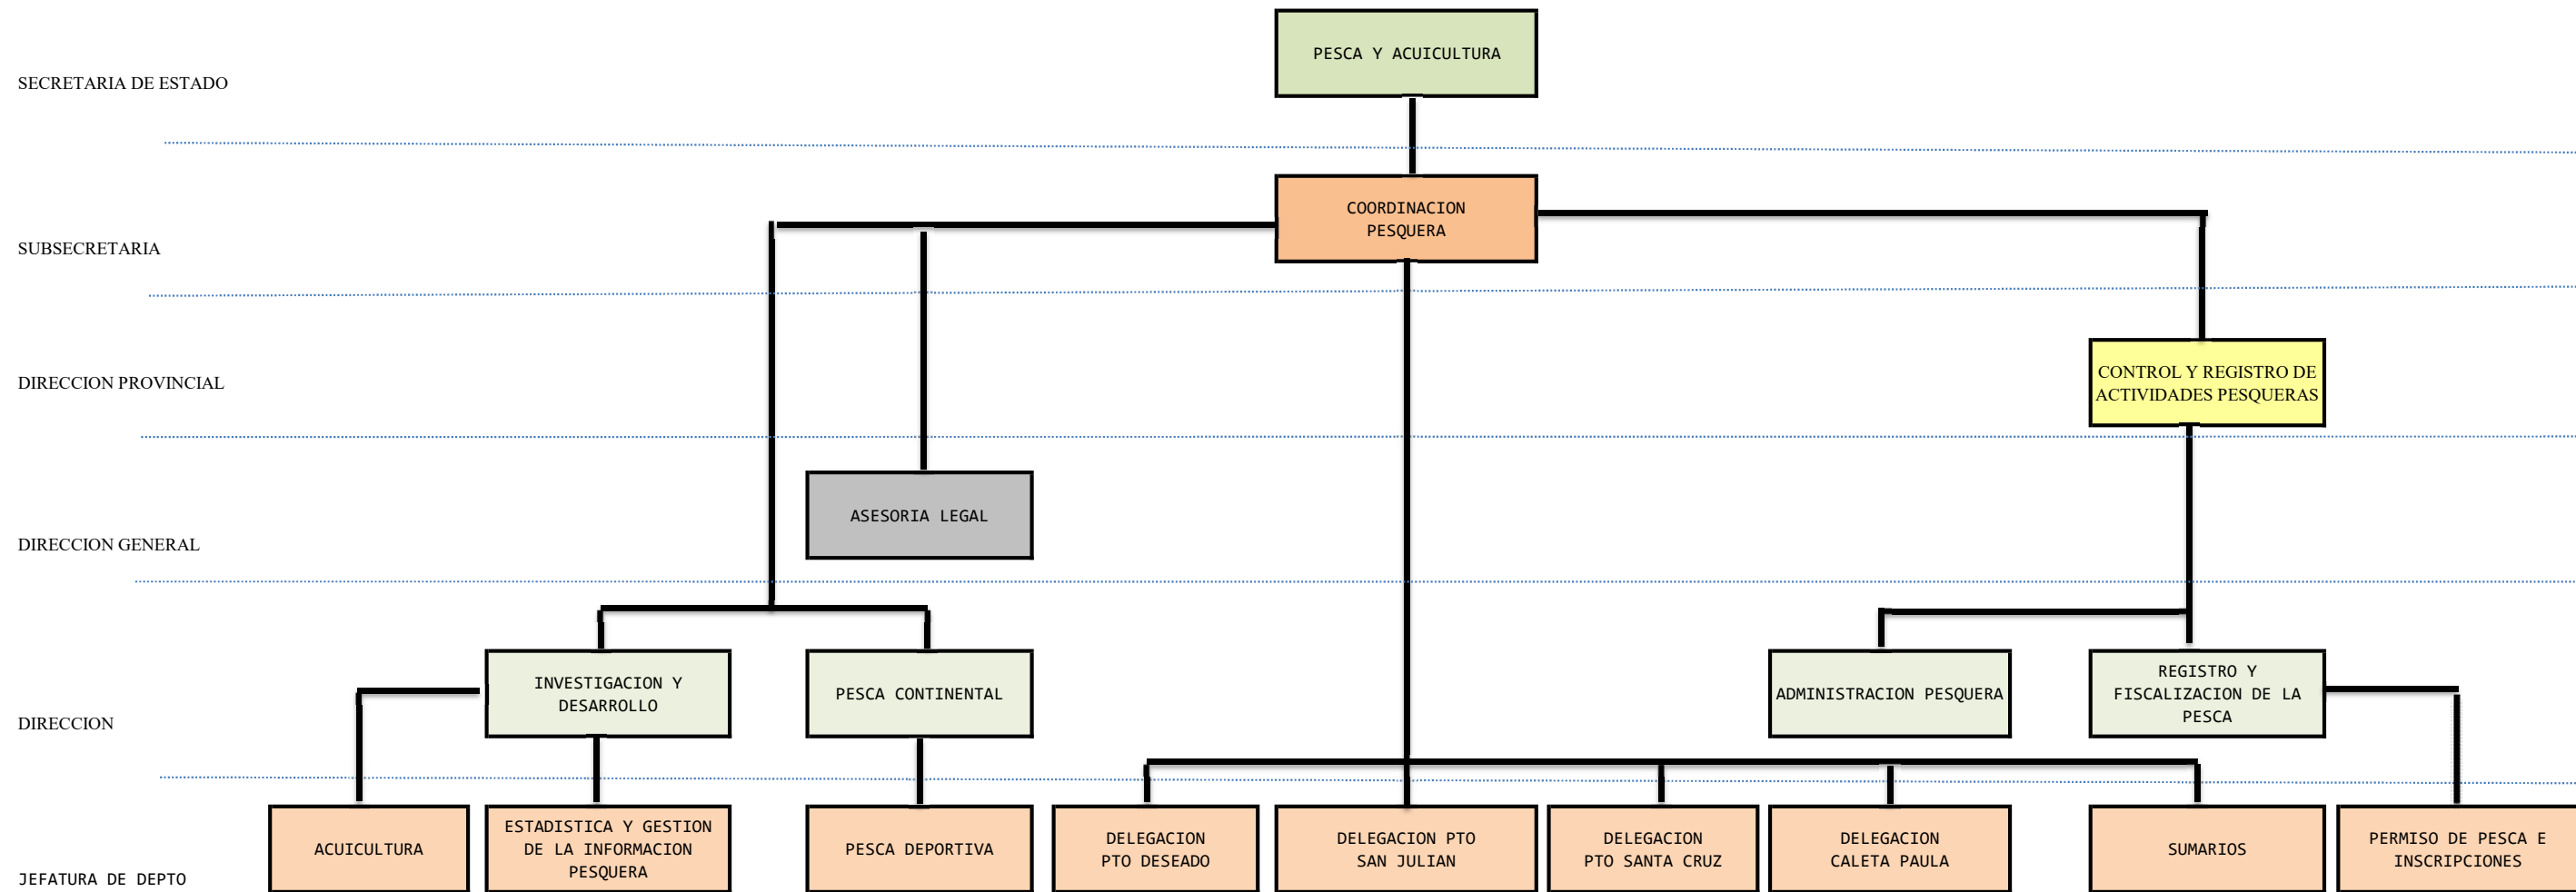 PESCA Y ACUICULTURA
SECRETARIA DE ESTADO
COORDINACION
PESQUERA
SUBSECRETARIA
DIRECCION PROVINCIAL
CONTROL Y REGISTRO DE
ACTIVIDADES PESQUERAS
ASESORIA LEGAL
DIRECCION GENERAL
INVESTIGACION Y
DESARROLLO
PESCA CONTINENTAL
ADMINISTRACION PESQUERA
REGISTRO Y
FISCALIZACION DE LA
PESCA
DIRECCION
ACUICULTURA
ESTADISTICA Y GESTION
DE LA INFORMACION
PESQUERA
PESCA DEPORTIVA
DELEGACION
PTO DESEADO
DELEGACION PTO
SAN JULIAN
DELEGACION
PTO SANTA CRUZ
DELEGACION
CALETA PAULA
SUMARIOS
PERMISO DE PESCA E
INSCRIPCIONES
JEFATURA DE DEPTO